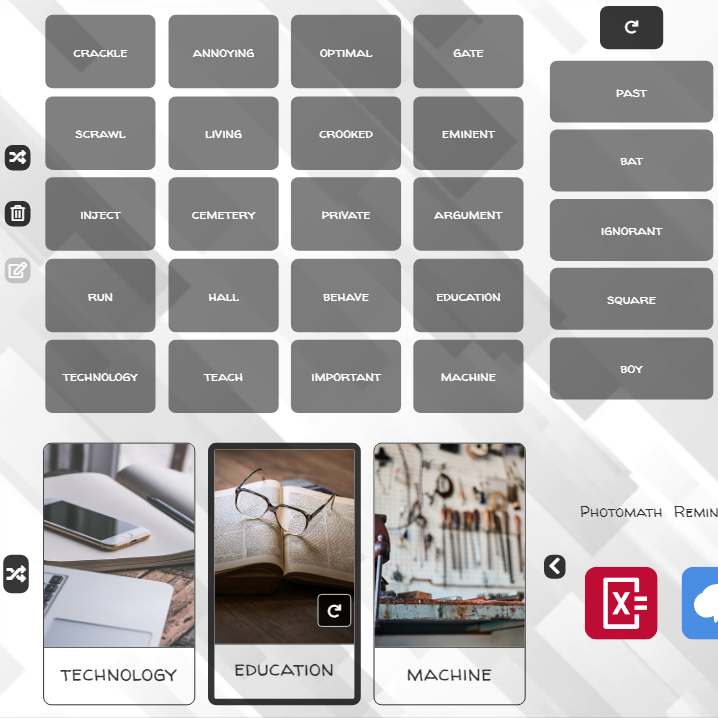 CRACKLE
ANNOYING
OPTIMAL
GATE
SCRAWL
LIVING
CROOKED
EMINENT
INJECT
CEMETERY
PRIVATE
ARGUMENT
RUN
HALL
BEHAVE
EDUCATION
TECHNOLOGY
TEACH
IMPORTANT
MACHINE
PAST
BAT
IGNORANT
SQUARE
BOY
TECHNOLOGY
EDUCATION
MACHINE
PHOTOMATH REMIN
X=